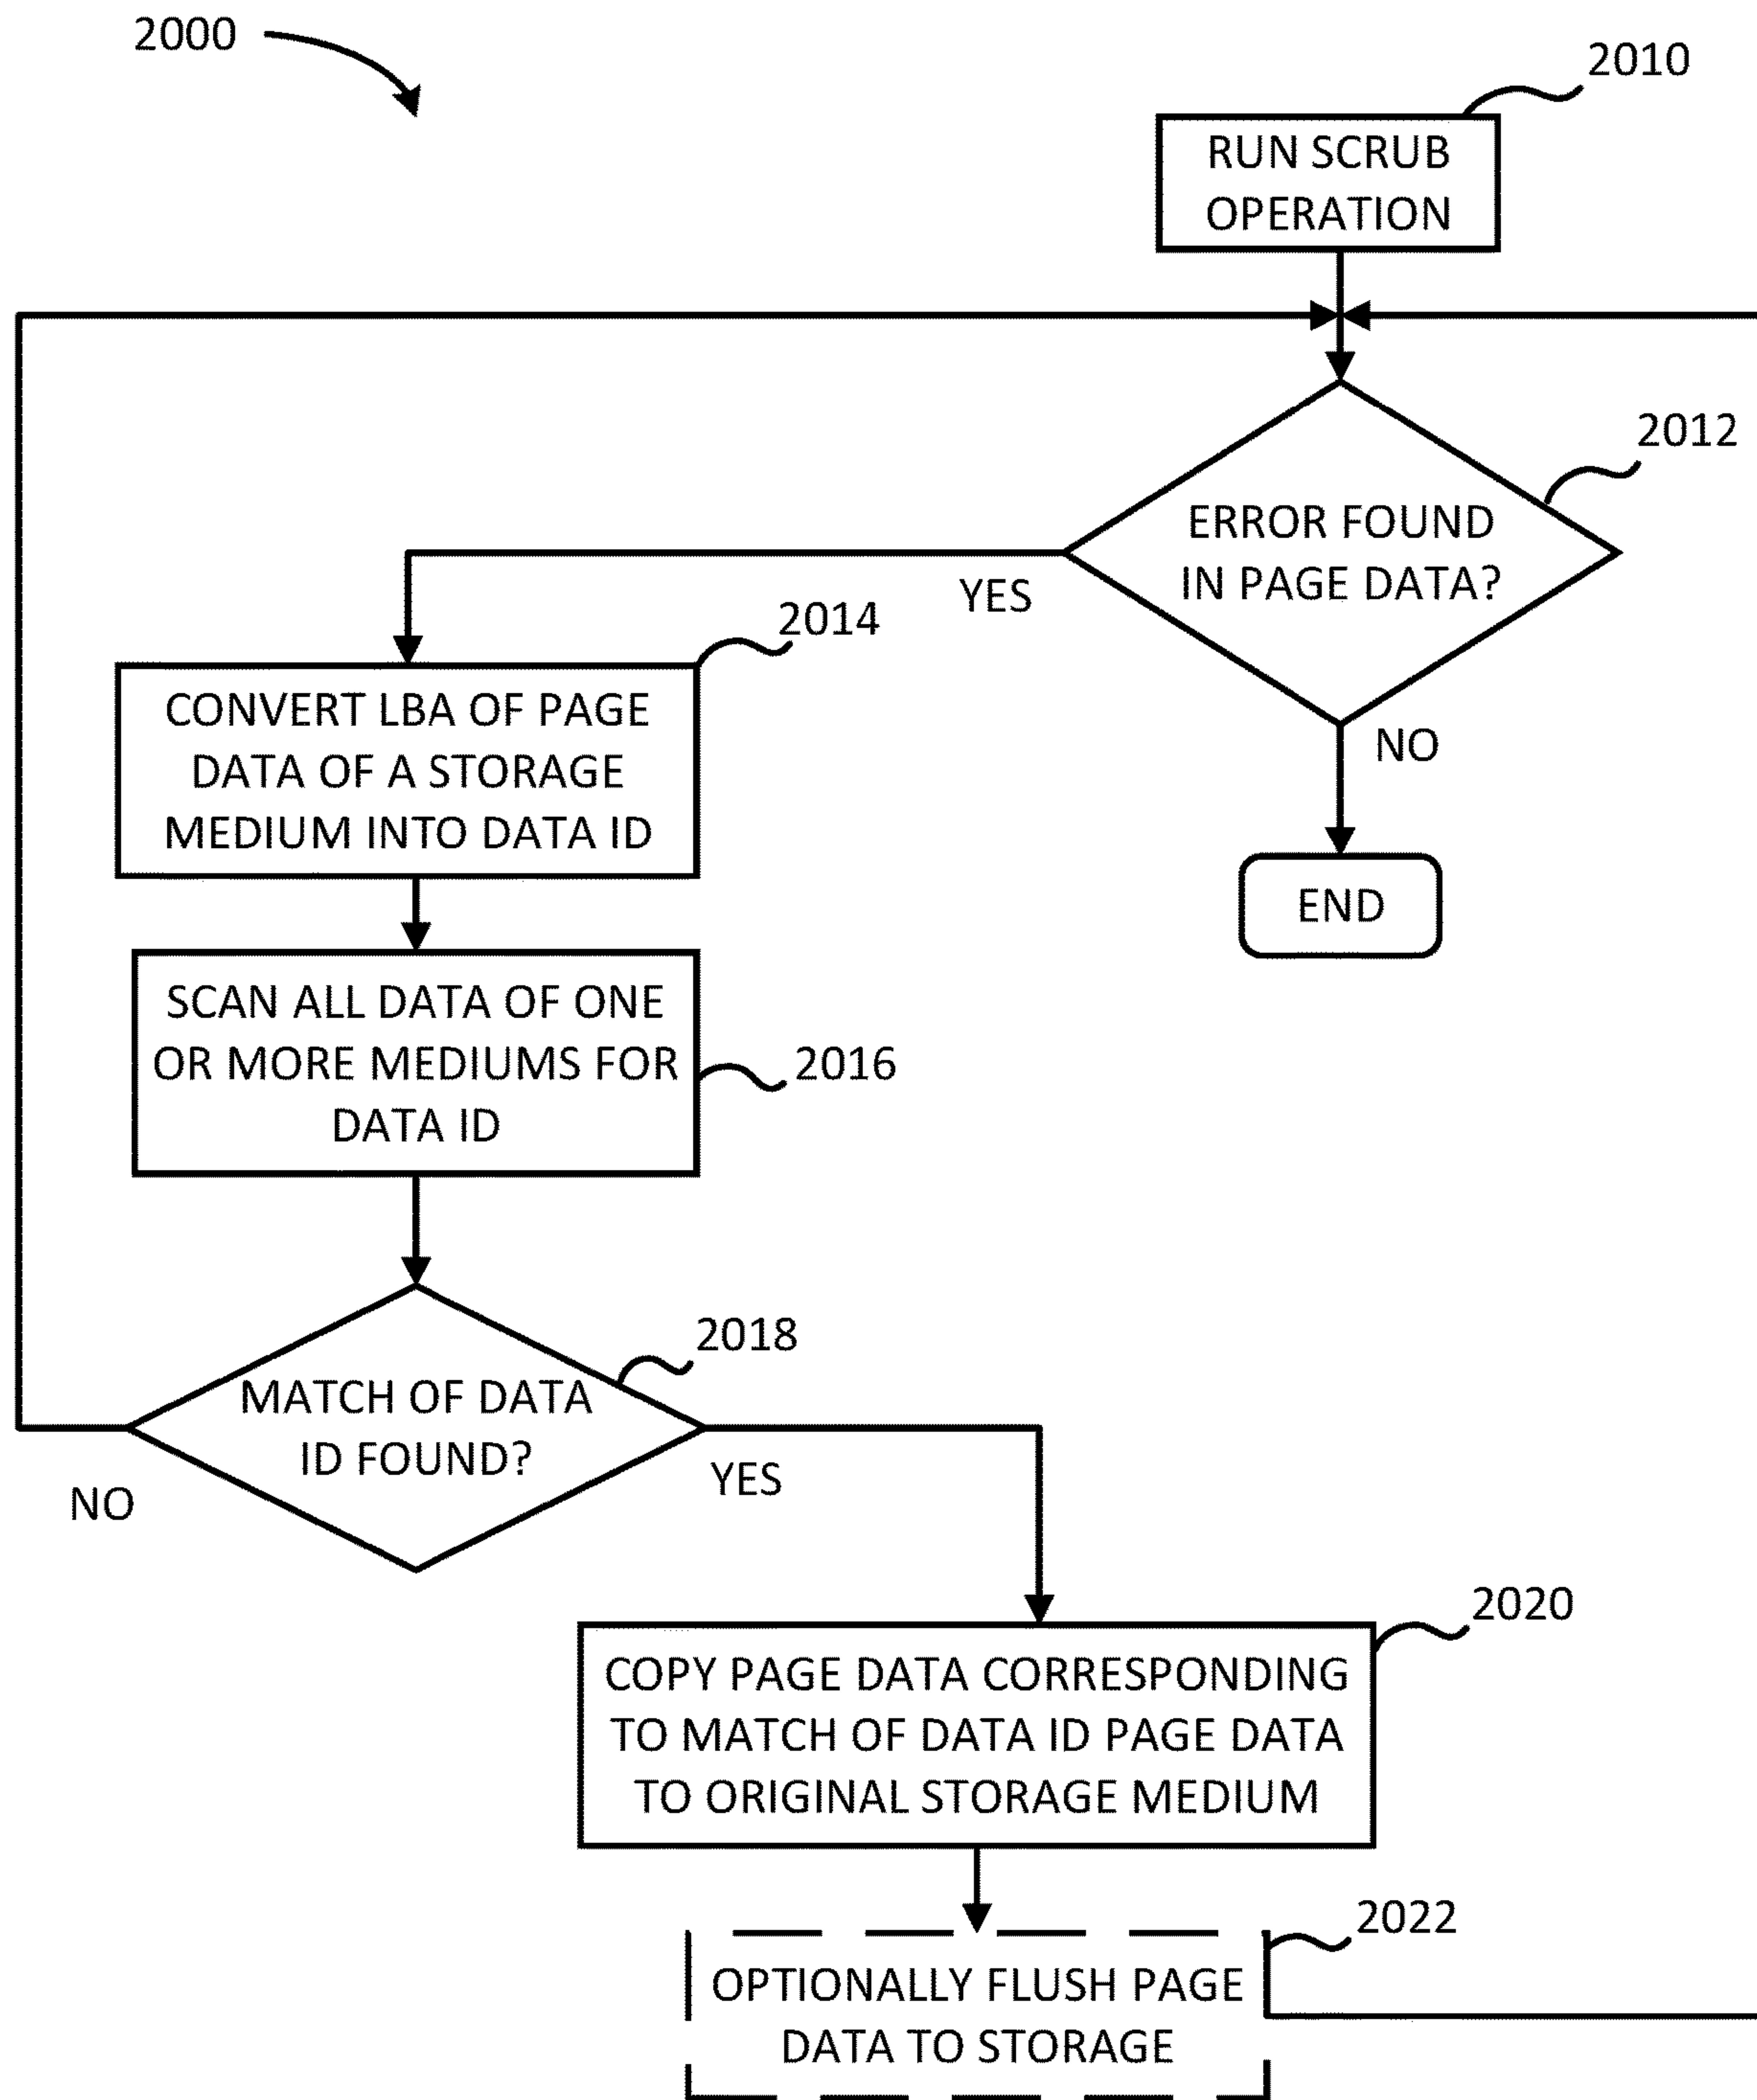 2000
2010
RUN SCRUB
OPERATION
2012
ERROR FOUND
IN PAGE DATA?
YES
NO
END
2014
CONVERT LBA OF PAGE
DATA OF A STORAGE
MEDIUM INTO DATA ID
SCAN ALL DATA OF ONE
OR MORE MEDIUMS FOR
DATA ID
2016
2018
MATCH OF DATA
ID FOUND?
NO
YES
2020
COPY PAGE DATA CORRESPONDING
TO MATCH OF DATA ID PAGE DATA
TO ORIGINAL STORAGE MEDIUM
2022
OPTIONALLY FLUSH PAGE
DATA TO STORAGE